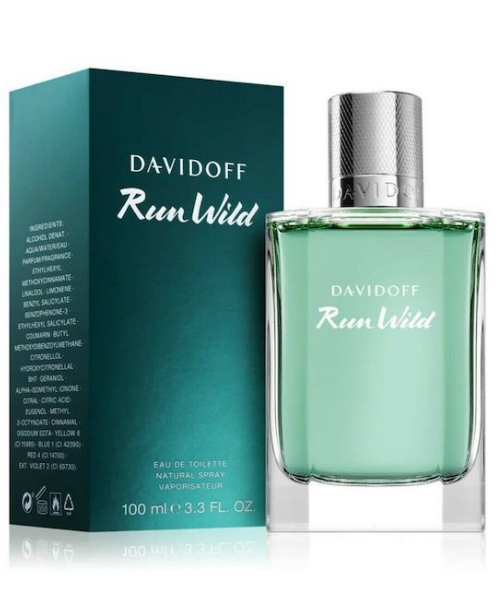 DAVIDOFF
Run Wild
INGREDIENTS:
ALCOHOL DENAT. ·
AQUA/WATER/EAU ·
PARFUM/FRAGRANCE ·
ETHYLHEXYL
METHOXYCINNAMATE ·
LINALOOL · LIMONENE ·
BENZYL SALICYLATE ·
BENZOPHENONE-3 ·
ETHYLHEXYL SALICYLATE ·
COUMARIN · BUTYL
METHOXYDIBENZOYLMETHANE ·
CITRONELLOL ·
HYDROXYCITRONELLAL ·
BHT · GERANIOL ·
ALPHA-ISOMETHYL IONONE ·
CITRAL · CITRIC ACID ·
EUGENOL · METHYL
2-OCTYNOATE · CINNAMAL ·
DISODIUM EDTA · YELLOW 6
(CI 15985) · BLUE 1 (CI 42090) ·
RED 4 (CI 14700) ·
EXT. VIOLET 2 (CI 60730).
EAU DE TOILETTE
NATURAL SPRAY
VAPORISATEUR
100 ml e 3.3 FL. OZ.
DAVIDOFF
DAVIDOFF
Run Wild